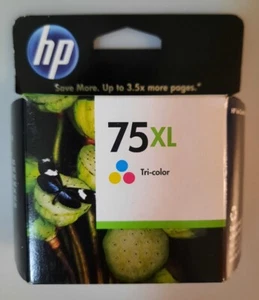 hp
Save More. Up to 3.5x more pages.*
75XL
Tri-color